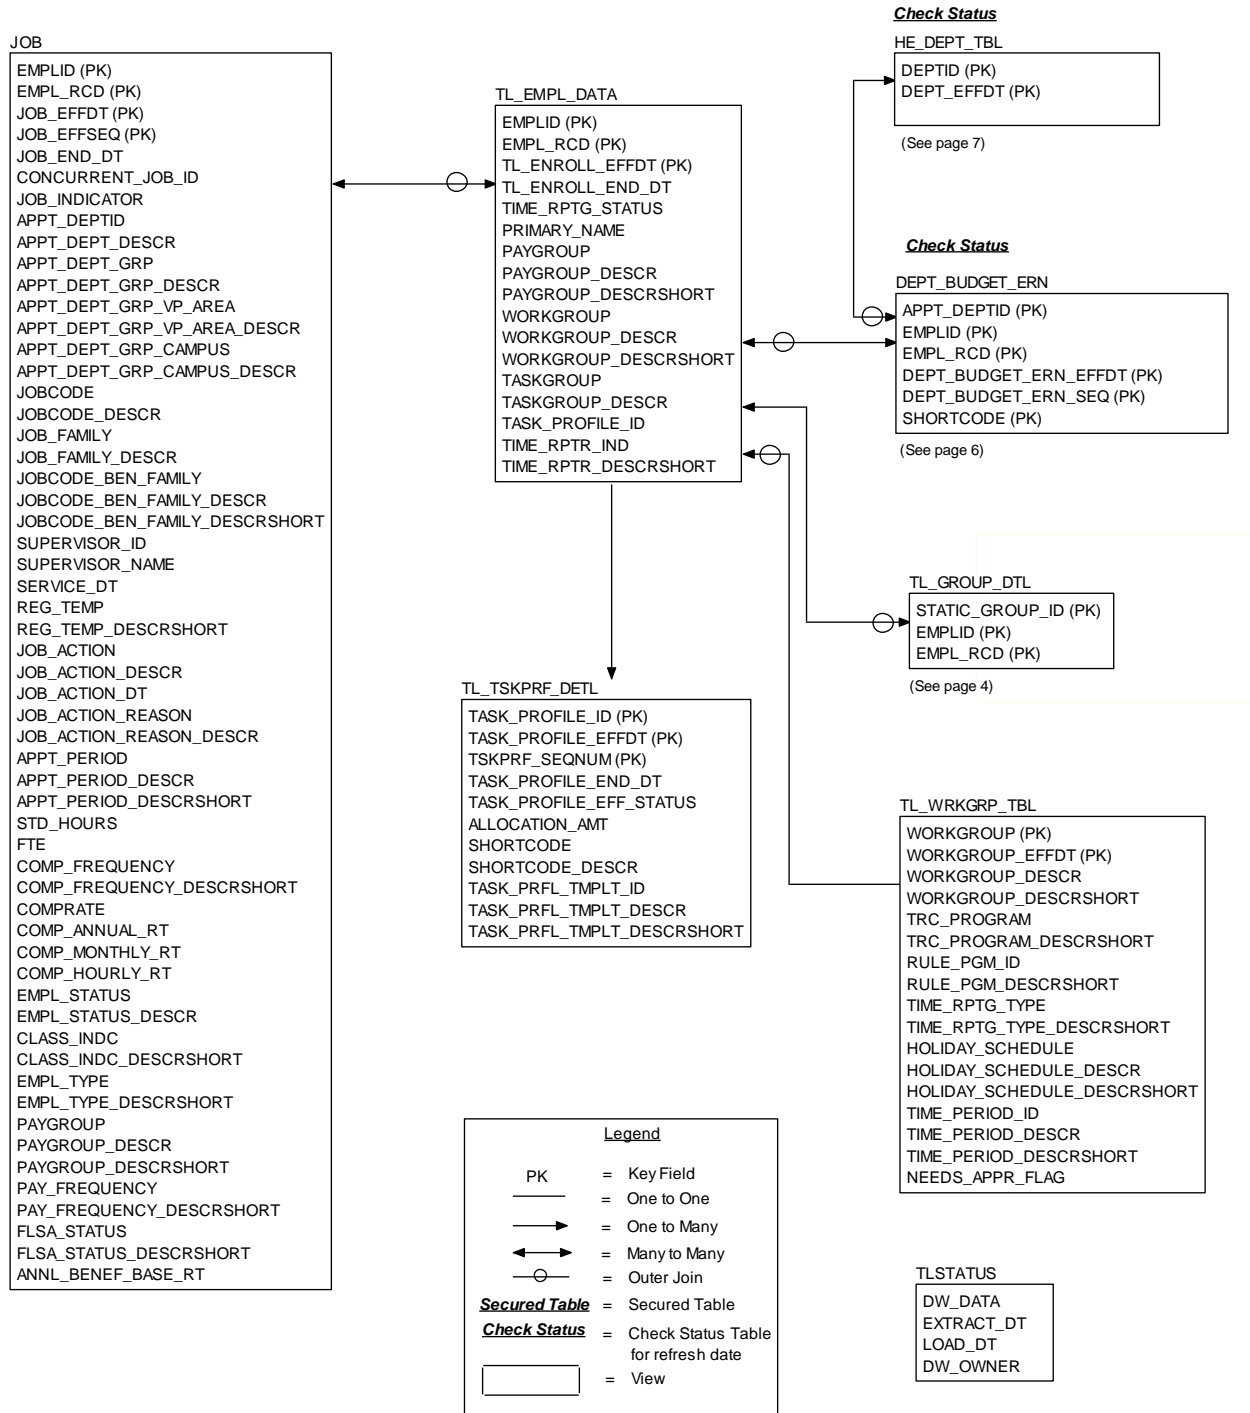 JOB
EMPLID (PK)
EMPL_RCD (PK)
JOB_EFFDT (PK)
JOB_EFFSEQ (PK)
JOB_END_DT
CONCURRENT_JOB_ID
JOB_INDICATOR
APPT_DEPTID
APPT_DEPT_DESCR
APPT_DEPT_GRP
APPT_DEPT_GRP_DESCR
APPT_DEPT_GRP_VP_AREA
APPT_DEPT_GRP_VP_AREA_DESCR
APPT_DEPT_GRP_CAMPUS
APPT_DEPT_GRP_CAMPUS_DESCR
JOBCODE
JOBCODE_DESCR
JOB_FAMILY
JOB_FAMILY_DESCR
JOBCODE_BEN_FAMILY
JOBCODE_BEN_FAMILY_DESCR
JOBCODE_BEN_FAMILY_DESCRSHORT
SUPERVISOR_ID
SUPERVISOR_NAME
SERVICE_DT
REG_TEMP
REG_TEMP_DESCRSHORT
JOB_ACTION
JOB_ACTION_DESCR
JOB_ACTION_DT
JOB_ACTION_REASON
JOB_ACTION_REASON_DESCR
APPT_PERIOD
APPT_PERIOD_DESCR
APPT_PERIOD_DESCRSHORT
STD_HOURS
FTE
COMP_FREQUENCY
COMP_FREQUENCY_DESCRSHORT
COMPRATE
COMP_ANNUAL_RT
COMP_MONTHLY_RT
COMP_HOURLY_RT
EMPL_STATUS
EMPL_STATUS_DESCR
CLASS_INDC
CLASS_INDC_DESCRSHORT
EMPL_TYPE
EMPL_TYPE_DESCRSHORT
PAYGROUP
PAYGROUP_DESCR
PAYGROUP_DESCRSHORT
PAY_FREQUENCY
PAY_FREQUENCY_DESCRSHORT
FLSA_STATUS
FLSA_STATUS_DESCRSHORT
ANNL_BENEF_BASE_RT
TL_EMPL_DATA
EMPLID (PK)
EMPL_RCD (PK)
TL_ENROLL_EFFDT (PK)
TL_ENROLL_END_DT
TIME_RPTG_STATUS
PRIMARY_NAME
PAYGROUP
PAYGROUP_DESCR
PAYGROUP_DESCRSHORT
WORKGROUP
WORKGROUP_DESCR
WORKGROUP_DESCRSHORT
TASKGROUP
TASKGROUP_DESCR
TASK_PROFILE_ID
TIME_RPTR_IND
TIME_RPTR_DESCRSHORT
TL_TSKPRF_DETL
TASK_PROFILE_ID (PK)
TASK_PROFILE_EFFDT (PK)
TSKPRF_SEQNUM (PK)
TASK_PROFILE_END_DT
TASK_PROFILE_EFF_STATUS
ALLOCATION_AMT
SHORTCODE
SHORTCODE_DESCR
TASK_PRFL_TMPLT_ID
TASK_PRFL_TMPLT_DESCR
TASK_PRFL_TMPLT_DESCRSHORT
Legend
PK = Key Field
= One to One
= One to Many
= Many to Many
= Outer Join
Secured Table = Secured Table
Check Status = Check Status Table
for refresh date
= View
Check Status
HE_DEPT_TBL
DEPTID (PK)
DEPT_EFFDT (PK)
(See page 7)
Check Status
DEPT_BUDGET_ERN
APPT_DEPTID (PK)
EMPLID (PK)
EMPL_RCD (PK)
DEPT_BUDGET_ERN_EFFDT (PK)
DEPT_BUDGET_ERN_SEQ (PK)
SHORTCODE (PK)
(See page 6)
TL_GROUP_DTL
STATIC_GROUP_ID (PK)
EMPLID (PK)
EMPL_RCD (PK)
(See page 4)
TL_WRKGRP_TBL
WORKGROUP (PK)
WORKGROUP_EFFDT (PK)
WORKGROUP_DESCR
WORKGROUP_DESCRSHORT
TRC_PROGRAM
TRC_PROGRAM_DESCRSHORT
RULE_PGM_ID
RULE_PGM_DESCRSHORT
TIME_RPTG_TYPE
TIME_RPTG_TYPE_DESCRSHORT
HOLIDAY_SCHEDULE
HOLIDAY_SCHEDULE_DESCR
HOLIDAY_SCHEDULE_DESCRSHORT
TIME_PERIOD_ID
TIME_PERIOD_DESCR
TIME_PERIOD_DESCRSHORT
NEEDS_APPR_FLAG
TLSTATUS
DW_DATA
EXTRACT_DT
LOAD_DT
DW_OWNER